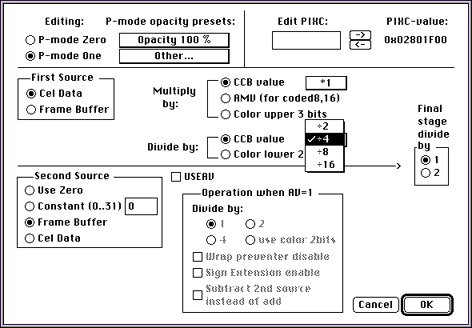 Editing:
P-mode opacity presets:
Edit PIXC:
PIXC-value:
P-mode Zero
Opacity 100 %
->
<-
0x02801F00
P-mode One
Other...
First Source
Cel Data
Frame Buffer
Multiply by:
CCB value
*1
AMV (for coded8,16)
Color upper 3 bits
Divide by:
CCB value
Color lower 2
÷2
✓÷4
÷8
÷16
Final stage divide by
1
2
Second Source
Use Zero
Constant (0..31)
0
Frame Buffer
Cel Data
USEAV
Operation when AV=1
Divide by:
1
2
4
use color 2bits
Wrap preventer disable
Sign Extension enable
Subtract 2nd source
instead of add
Cancel
OK